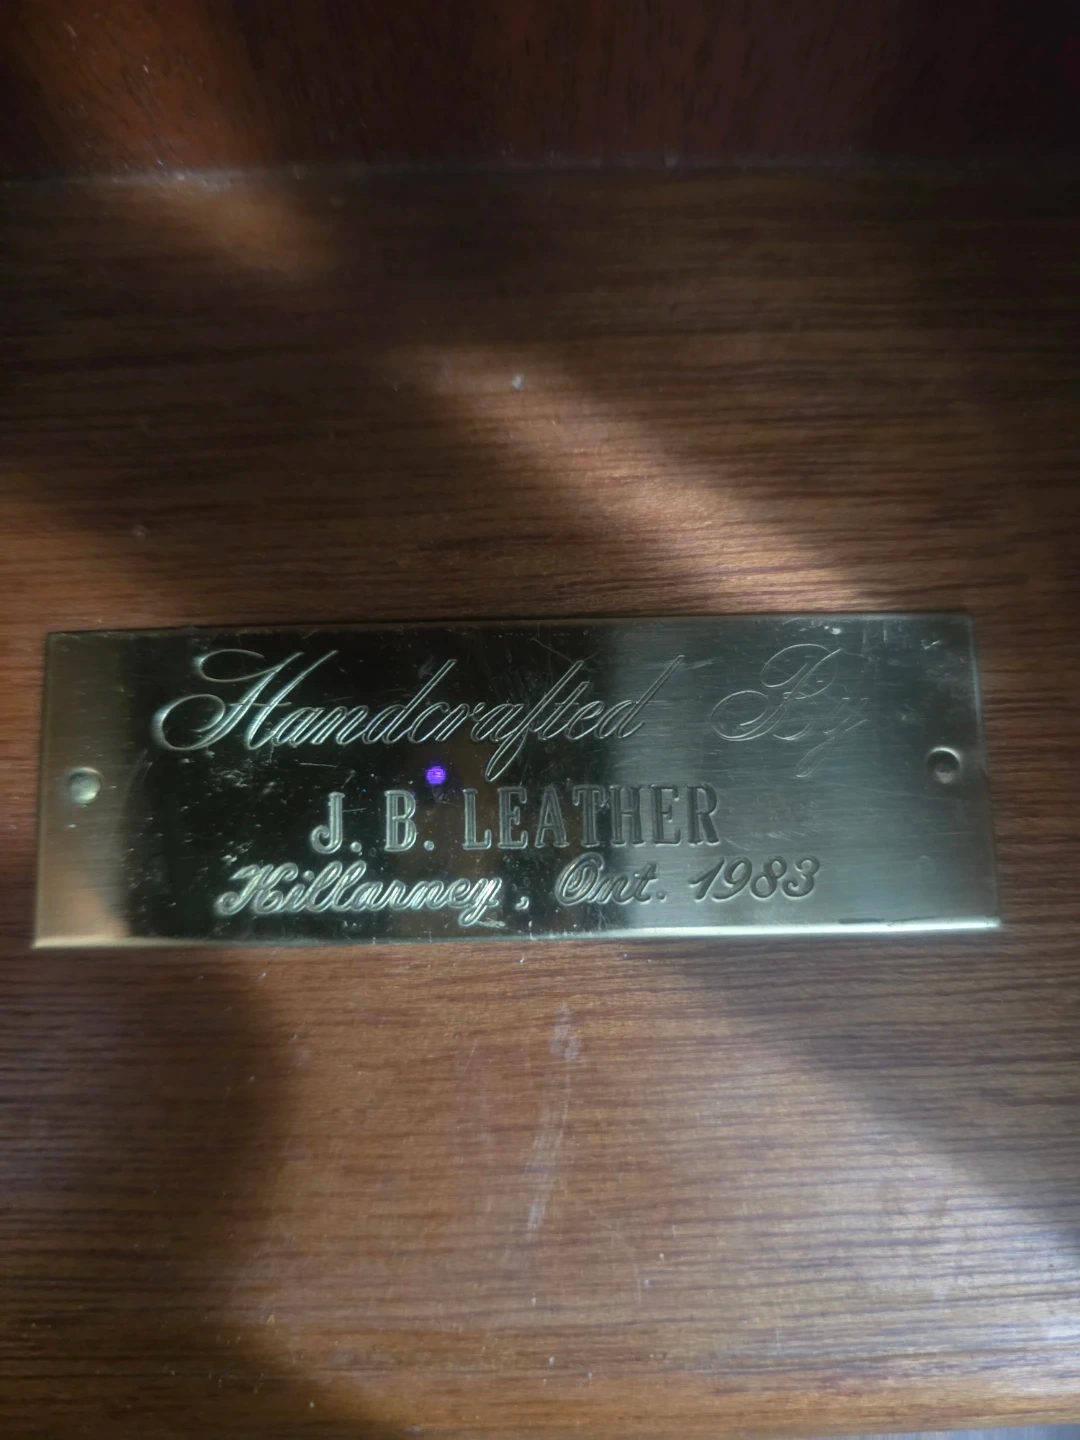 Handcrafted By
J. B. LEATHER
Killarney, Ont. 1983